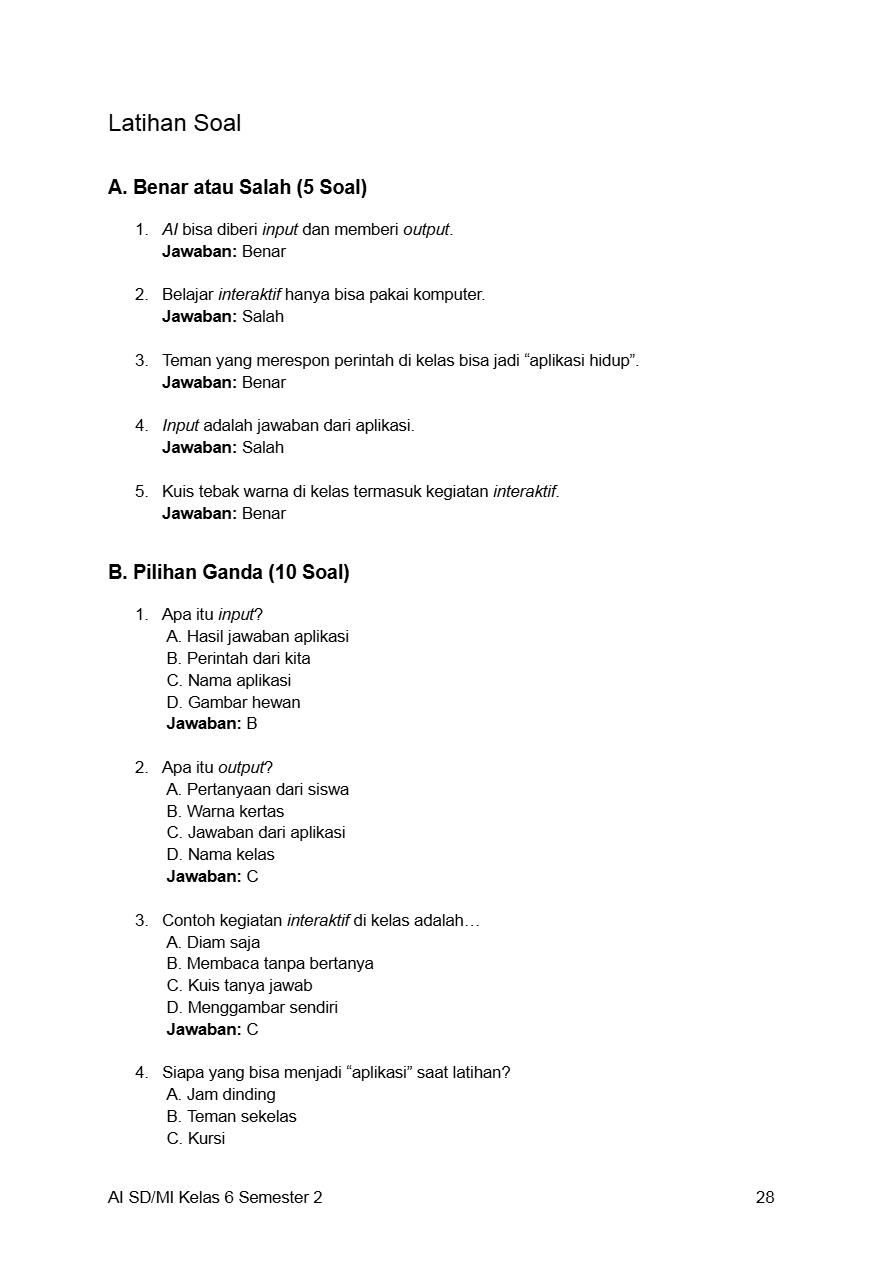 Latihan Soal
A. Benar atau Salah (5 Soal)
1. AI bisa diberi input dan memberi output.
Jawaban: Benar
2. Belajar interaktif hanya bisa pakai komputer.
Jawaban: Salah
3. Teman yang merespon perintah di kelas bisa jadi “aplikasi hidup”.
Jawaban: Benar
4. Input adalah jawaban dari aplikasi.
Jawaban: Salah
5. Kuis tebak warna di kelas termasuk kegiatan interaktif.
Jawaban: Benar
B. Pilihan Ganda (10 Soal)
1. Apa itu input?
A. Hasil jawaban aplikasi
B. Perintah dari kita
C. Nama aplikasi
D. Gambar hewan
Jawaban: B
2. Apa itu output?
A. Pertanyaan dari siswa
B. Warna kertas
C. Jawaban dari aplikasi
D. Nama kelas
Jawaban: C
3. Contoh kegiatan interaktif di kelas adalah…
A. Diam saja
B. Membaca tanpa bertanya
C. Kuis tanya jawab
D. Menggambar sendiri
Jawaban: C
4. Siapa yang bisa menjadi “aplikasi” saat latihan?
A. Jam dinding
B. Teman sekelas
C. Kursi
AI SD/MI Kelas 6 Semester 2 28